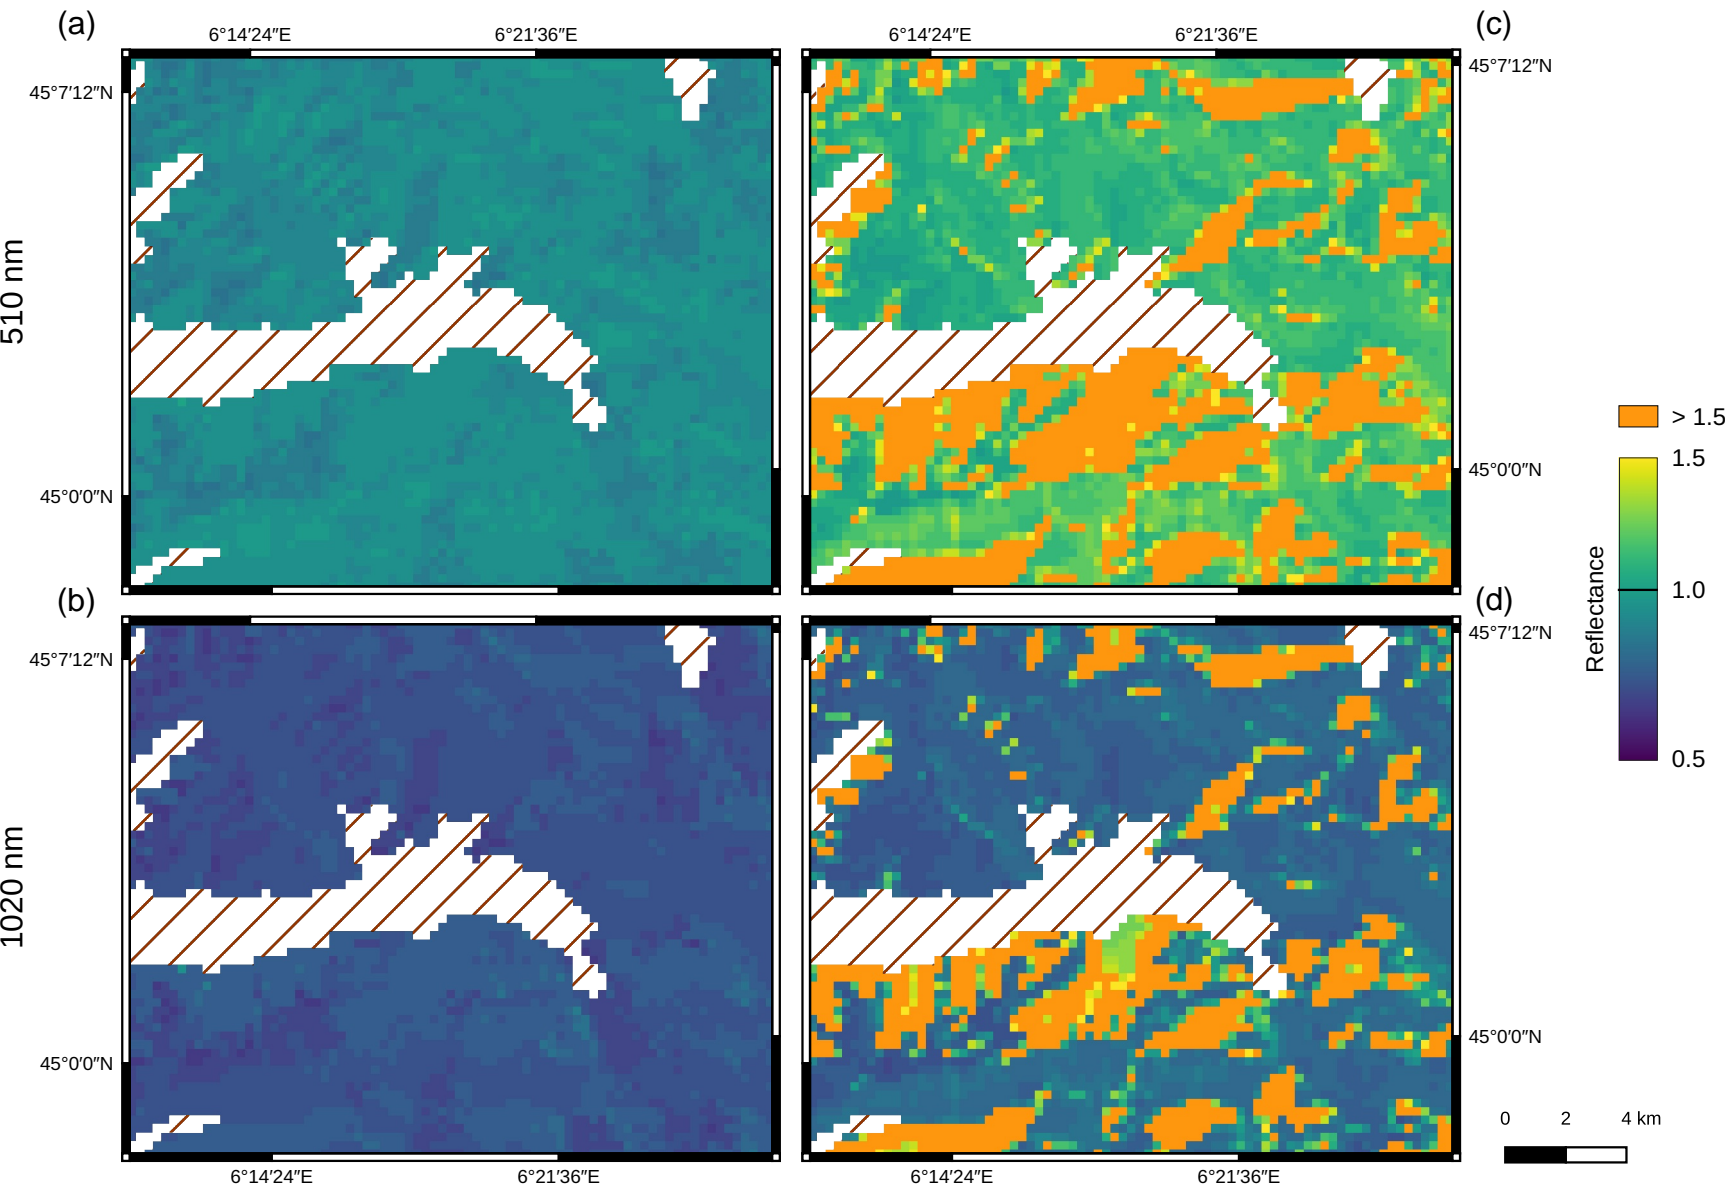 (a)
(c)
6°14′24″E
6°21′36″E
6°14′24″E
6°21′36″E
45°7′12″N
45°7′12″N
510 nm
45°0′0″N
45°0′0″N
> 1.5
1.5
1.0
0.5
Reflectance
(b)
(d)
45°7′12″N
45°7′12″N
1020 nm
45°0′0″N
45°0′0″N
0 2 4 km
6°14′24″E
6°21′36″E
6°14′24″E
6°21′36″E